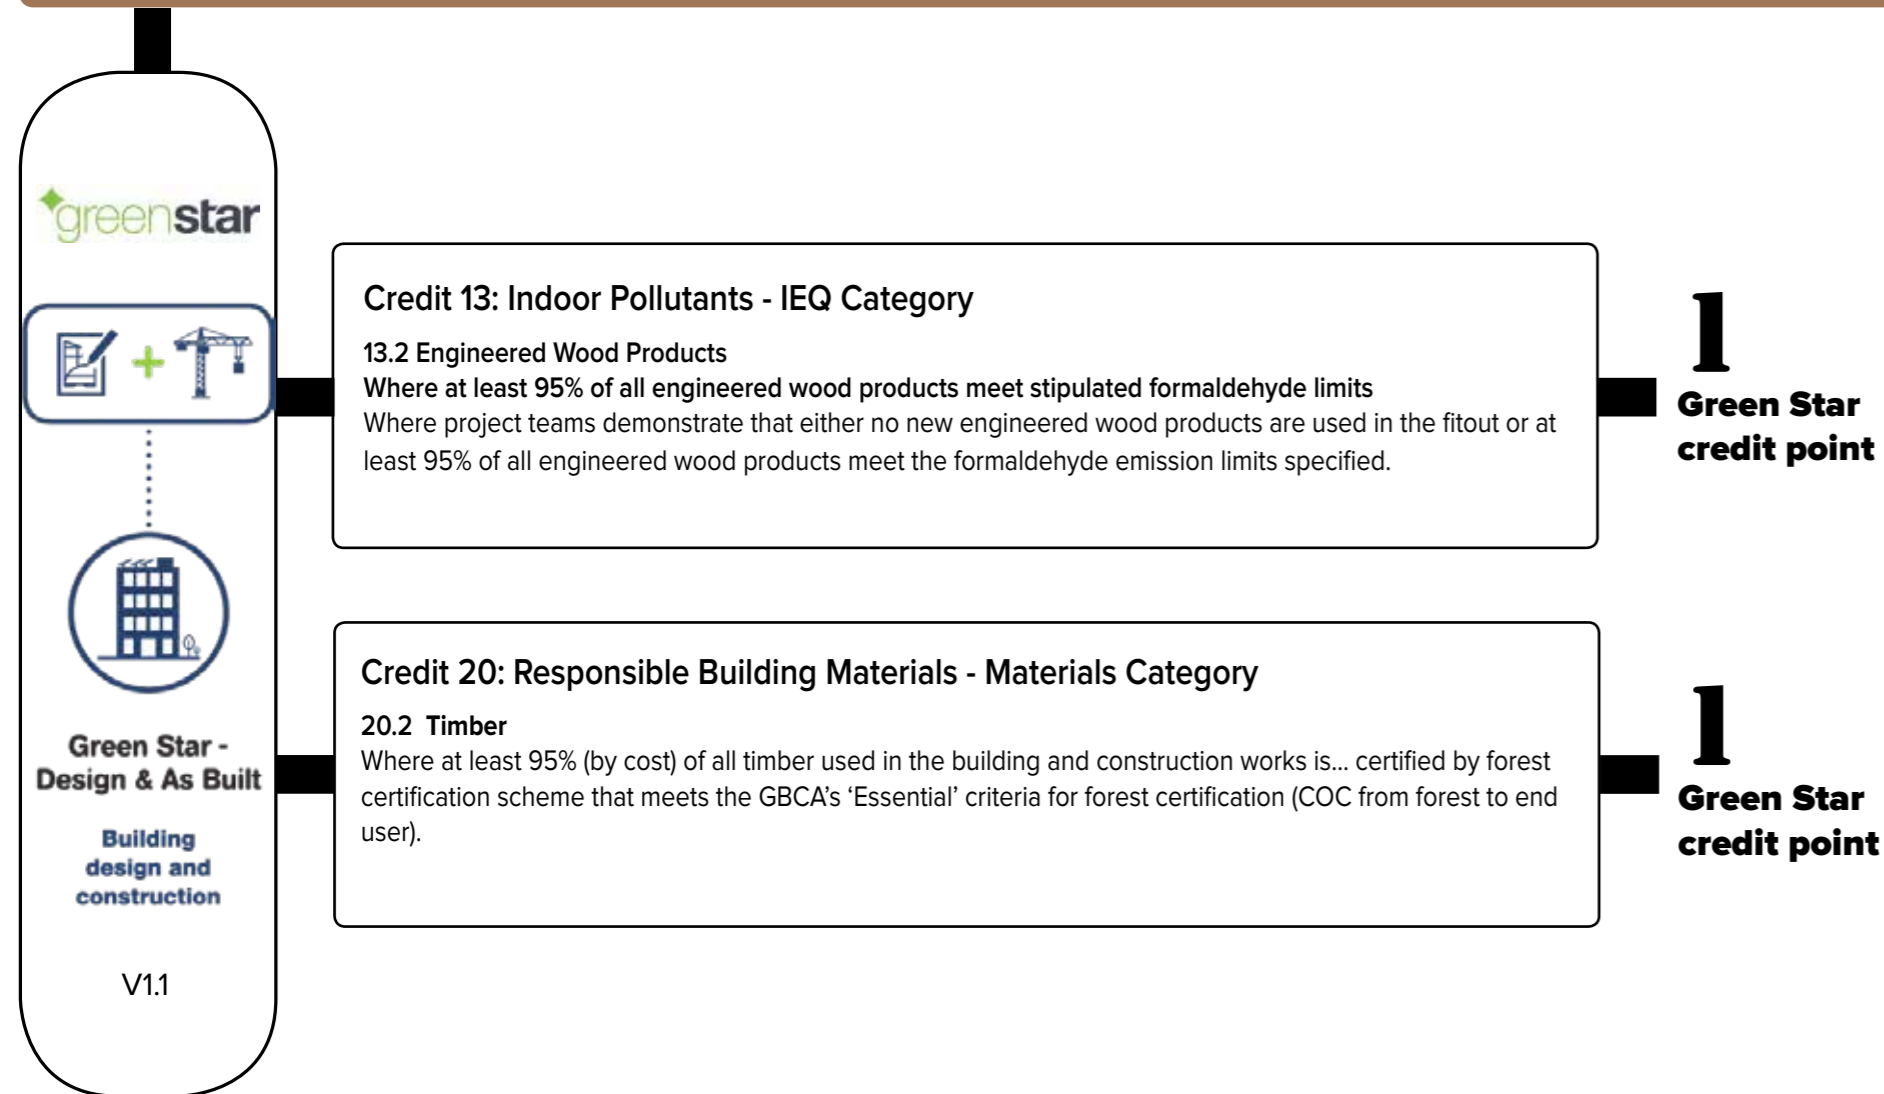 greenstar
Green Star -
Design & As Built
Building
design and
construction
V1.1
Credit 13: Indoor Pollutants - IEQ Category
13.2 Engineered Wood Products
Where at least 95% of all engineered wood products meet stipulated formaldehyde limits
Where project teams demonstrate that either no new engineered wood products are used in the fitout or at
least 95% of all engineered wood products meet the formaldehyde emission limits specified.
1
Green Star
credit point
Credit 20: Responsible Building Materials - Materials Category
20.2 Timber
Where at least 95% (by cost) of all timber used in the building and construction works is... certified by forest
certification scheme that meets the GBCA’s ‘Essential’ criteria for forest certification (COC from forest to end
user).
1
Green Star
credit point